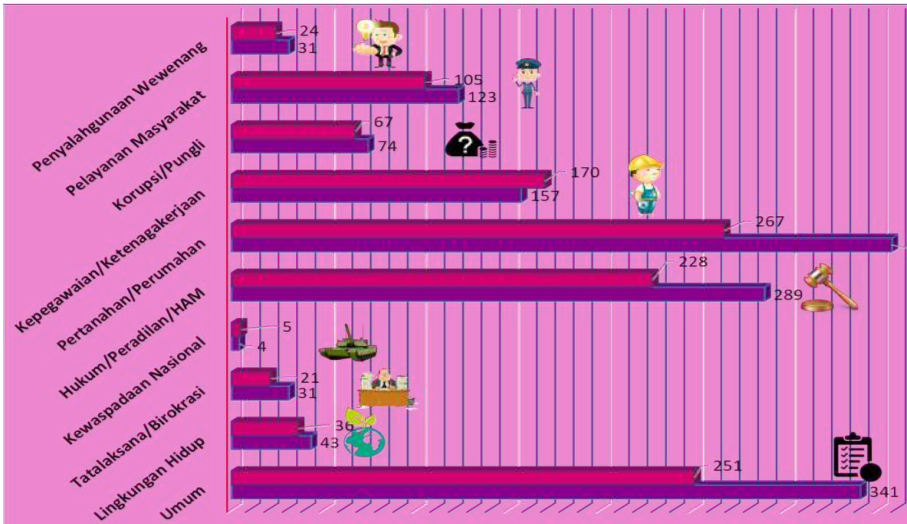 Penyalahgunaan Wewenang
24
31
Pelayanan Masyarakat
105
123
Korupsi/Pungli
67
74
?
Kepegawaian/Ketenagakerjaan
170
157
Pertanahan/Perumahan
267
Hukum/Peradilan/HAM
228
289
Kewaspadaan Nasional
5
4
Tatalaksana/Birokrasi
21
31
Lingkungan Hidup
36
43
Umum
251
341